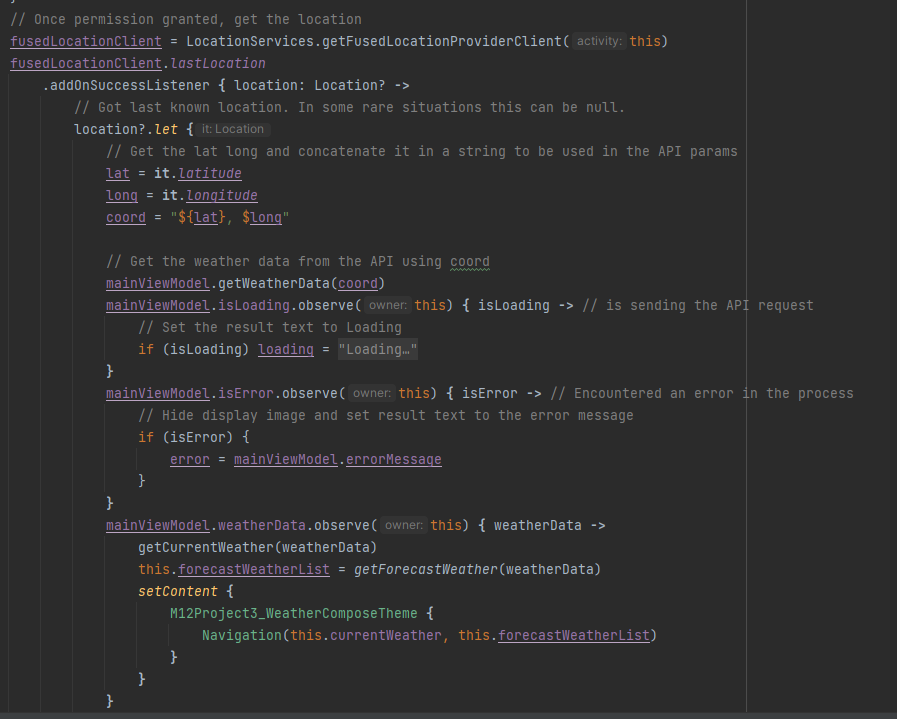 // Once permission granted, get the location
fusedLocationClient = LocationServices.getFusedLocationProviderClient( activity: this)
fusedLocationClient.lastLocation
.addOnSuccessListener { location: Location? ->
// Got last known location. In some rare situations this can be null.
location?.let { it: Location
// Get the lat long and concatenate it in a string to be used in the API params
lat = it.latitude
long = it.longitude
coord = "${lat}, $long"
// Get the weather data from the API using coord
mainViewModel.getWeatherData(coord)
mainViewModel.isLoading.observe( owner: this) { isLoading -> // is sending the API request
// Set the result text to Loading
if (isLoading) loading = "Loading…"
}
mainViewModel.isError.observe( owner: this) { isError -> // Encountered an error in the process
// Hide display image and set result text to the error message
if (isError) {
error = mainViewModel.errorMessage
}
}
mainViewModel.weatherData.observe( owner: this) { weatherData ->
getCurrentWeather(weatherData)
this.forecastWeatherList = getForecastWeather(weatherData)
setContent {
M12Project3_WeatherComposeTheme {
Navigation(this.currentWeather, this.forecastWeatherList)
}
}
}